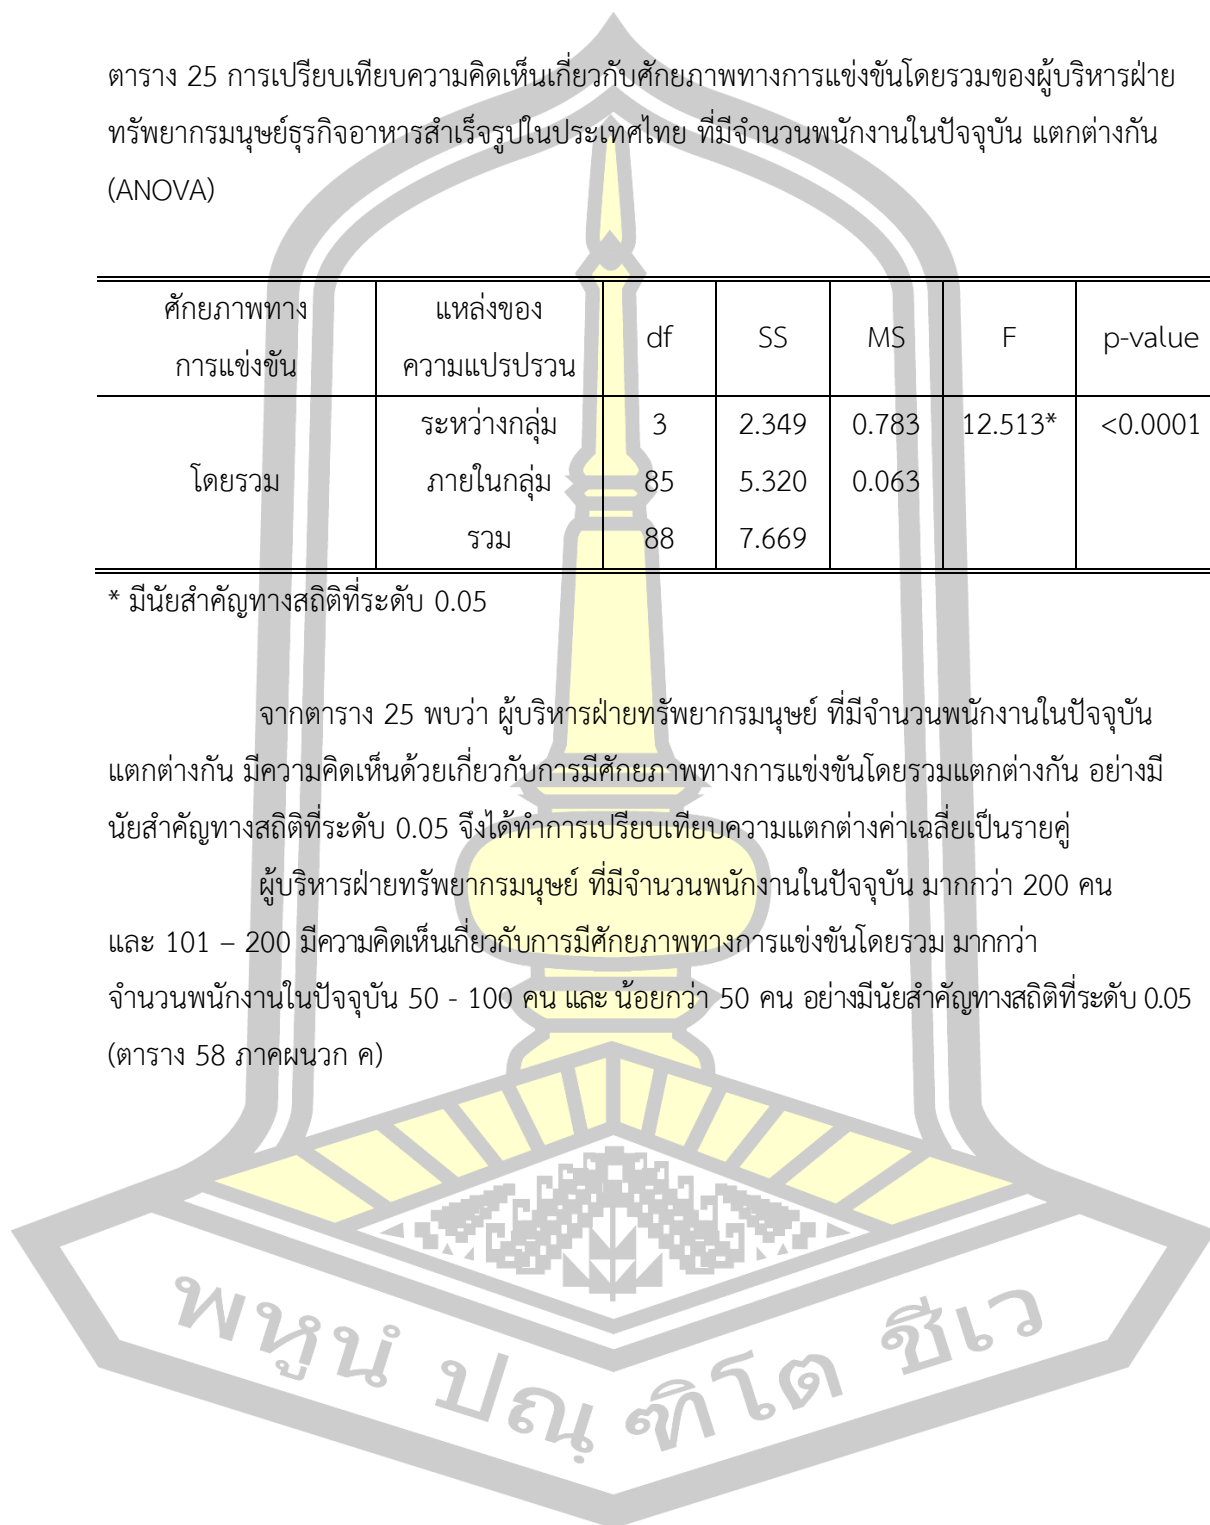 ตาราง 25 การเปรียบเทียบความคิดเห็นเกี่ยวกับศักยภาพทางการแข่งขันโดยรวมของผู้บริหารฝ่าย
ทรัพยากรมนุษย์ธุรกิจอาหารสำเร็จรูปในประเทศไทย ที่มีจำนวนพนักงานในปัจจุบัน แตกต่างกัน
(ANOVA)
ศักยภาพทาง แหล่งของ
การแข่งขัน ความแปรปรวน df SS MS F p-value
ระหว่างกลุ่ม 3 2.349 0.783 12.513* <0.0001
โดยรวม ภายในกลุ่ม 85 5.320 0.063
รวม 88 7.669
* มีนัยสำคัญทางสถิติที่ระดับ 0.05
จากตาราง 25 พบว่า ผู้บริหารฝ่ายทรัพยากรมนุษย์ ที่มีจำนวนพนักงานในปัจจุบัน
แตกต่างกัน มีความคิดเห็นด้วยเกี่ยวกับการมีศักยภาพทางการแข่งขันโดยรวมแตกต่างกัน อย่างมี
นัยสำคัญทางสถิติที่ระดับ 0.05 จึงได้ทำการเปรียบเทียบความแตกต่างค่าเฉลี่ยเป็นรายคู่
ผู้บริหารฝ่ายทรัพยากรมนุษย์ ที่มีจำนวนพนักงานในปัจจุบัน มากกว่า 200 คน
และ 101 – 200 มีความคิดเห็นเกี่ยวกับการมีศักยภาพทางการแข่งขันโดยรวม มากกว่า
จำนวนพนักงานในปัจจุบัน 50 - 100 คน และ น้อยกว่า 50 คน อย่างมีนัยสำคัญทางสถิติที่ระดับ 0.05
(ตาราง 58 ภาคผนวก ค)
พหูนํ ปณฺฑิโต ชีเว